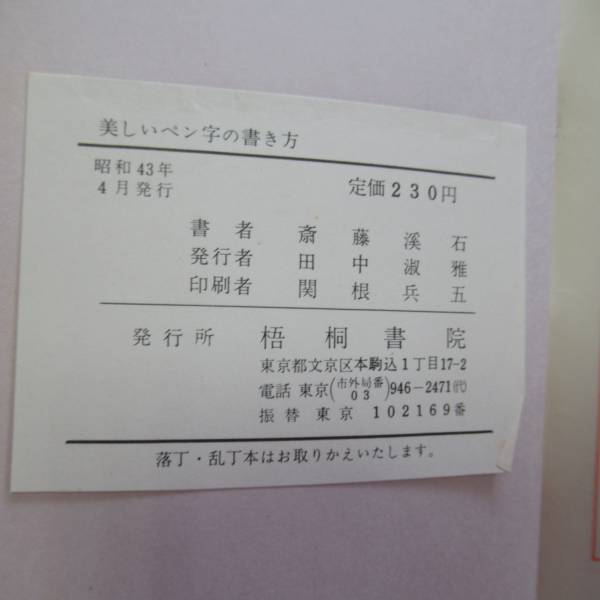 美しいペン字の書き方
昭和43年
4月発行
定価230円
書者 斎藤溪石
発行者 田中淑雅
印刷者 関根兵五
発行所 梧桐書院
東京都文京区本駒込1丁目17-2
電話 東京(市外局番03)946-2471㈹
振替 東京 102169番
落丁・乱丁本はお取りかえいたします。